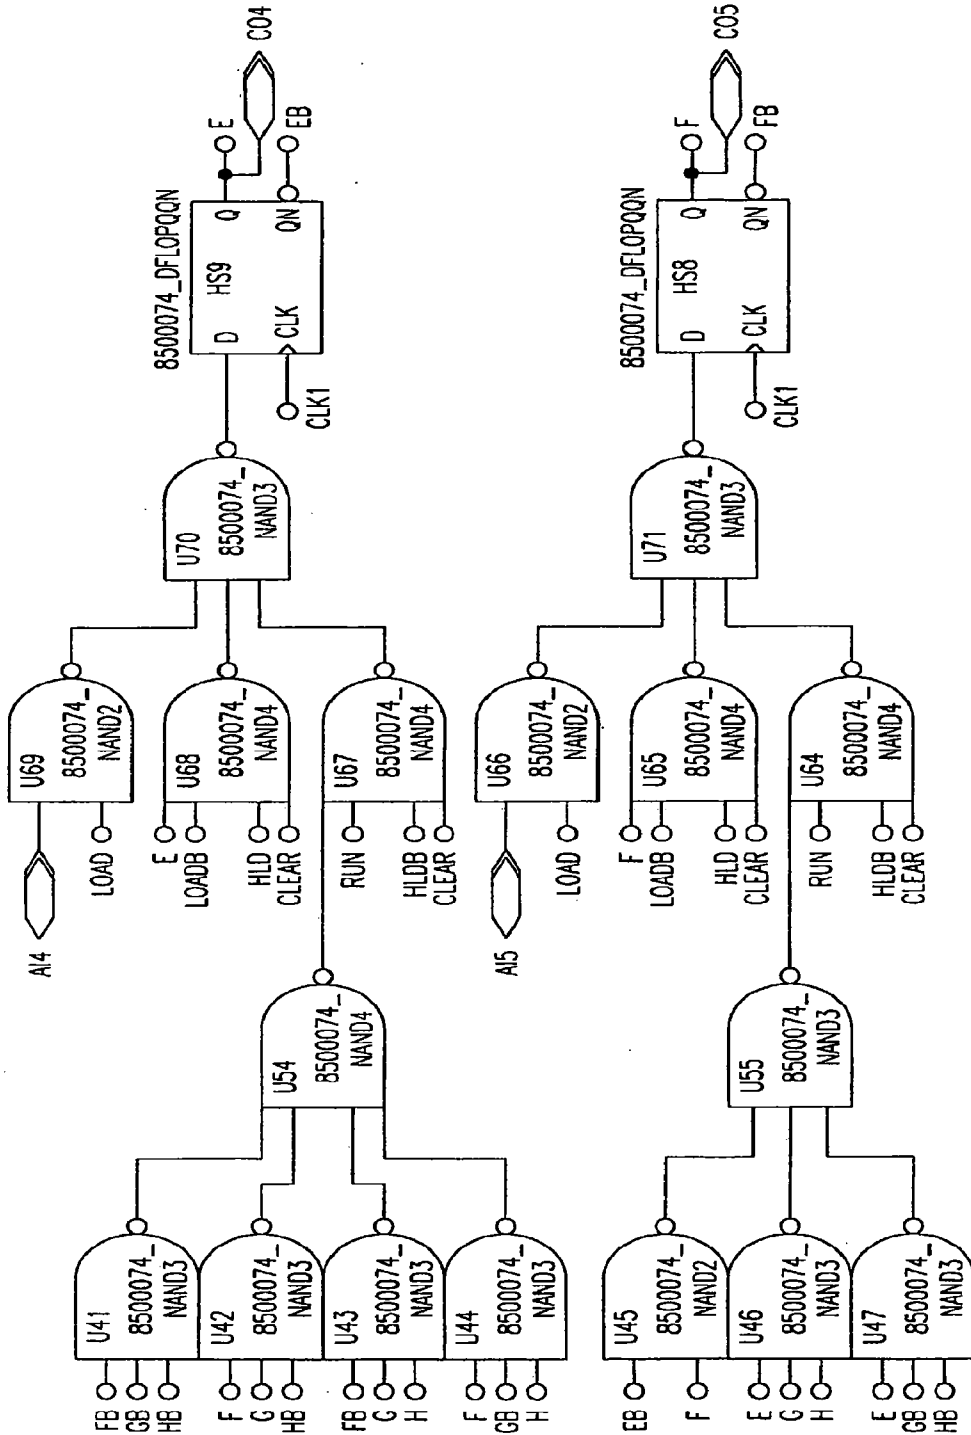 FB
GB
HB
U41
8500074_
NAND3
F
G
HB
U42
8500074_
NAND3
FB
G
H
U43
8500074_
NAND3
F
GB
H
U44
8500074_
NAND3
U54
8500074_
NAND4
AI4
LOAD
U69
8500074_
NAND2
E
LOADB
HLD
CLEAR
U68
8500074_
NAND4
RUN
HLDB
CLEAR
U67
8500074_
NAND4
U70
8500074_
NAND3
CLK1
8500074_DFLOPQQN
D
HS9
Q
CLK
QN
E
EB
CO4
EB
F
U45
8500074_
NAND2
E
G
H
U46
8500074_
NAND3
E
GB
HB
U47
8500074_
NAND3
U55
8500074_
NAND3
AI5
LOAD
U66
8500074_
NAND2
F
LOADB
HLD
CLEAR
U65
8500074_
NAND4
RUN
HLDB
CLEAR
U64
8500074_
NAND4
U71
8500074_
NAND3
CLK1
8500074_DFLOPQQN
D
HS8
Q
CLK
QN
F
FB
CO5